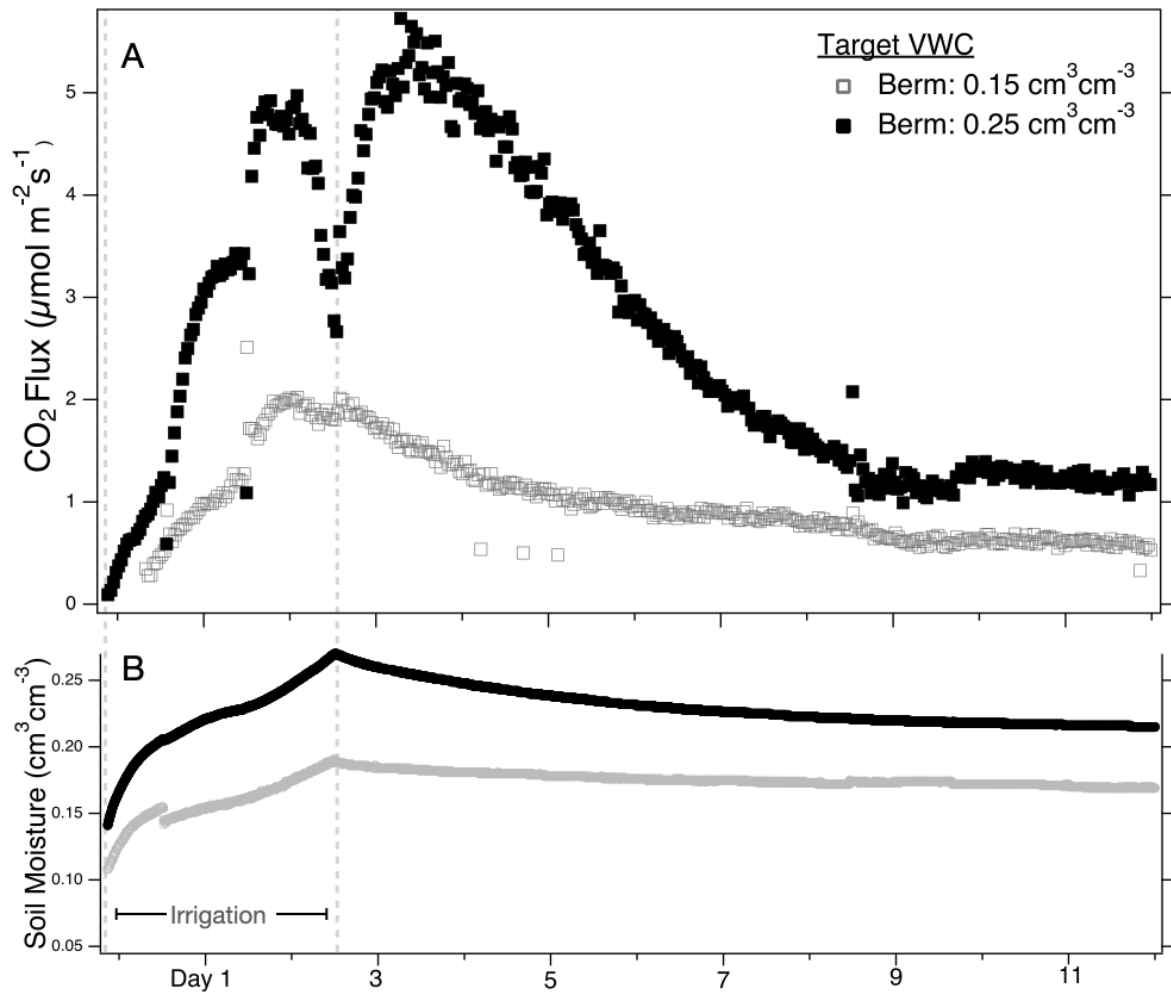 A
Target VWC
Berm: 0.15 cm³cm⁻³
Berm: 0.25 cm³cm⁻³
CO₂ Flux (µmol m⁻²s⁻¹)
5
4
3
2
1
0
B
Soil Moisture (cm³cm⁻³)
0.25
0.20
0.15
0.10
0.05
Irrigation
Day 1
3
5
7
9
11